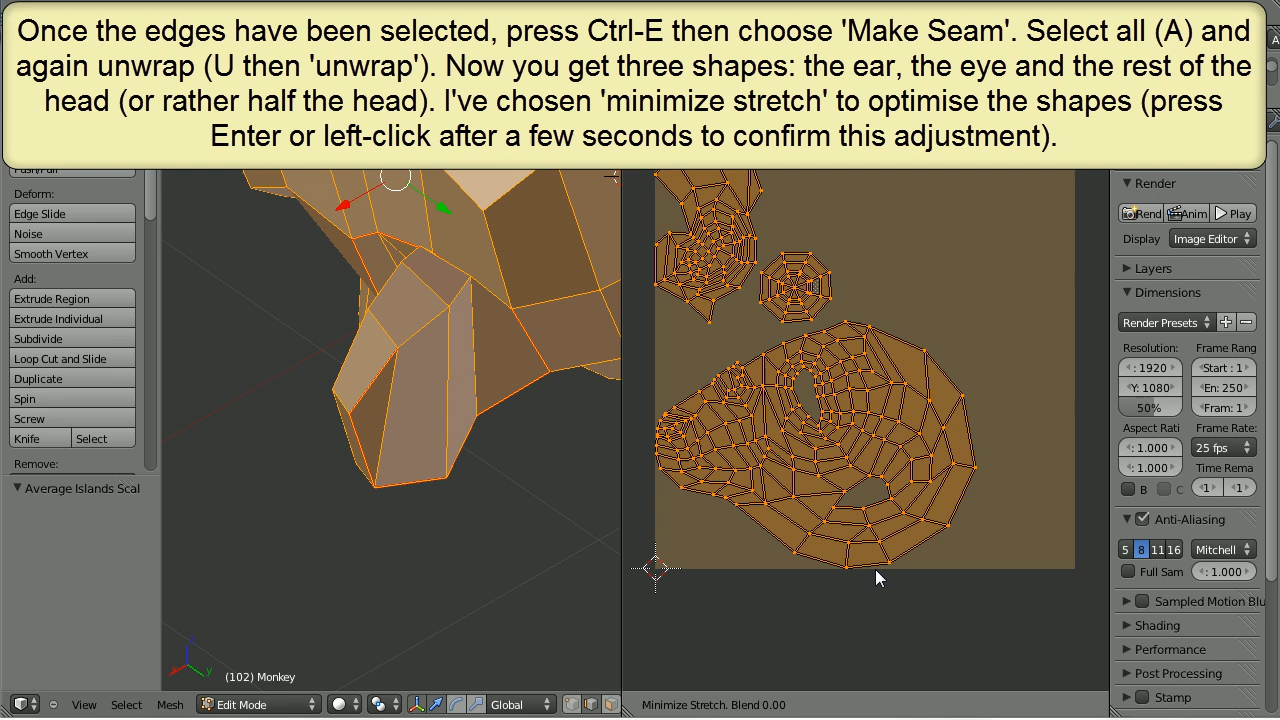 Once the edges have been selected, press Ctrl-E then choose 'Make Seam'. Select all (A) and
again unwrap (U then 'unwrap'). Now you get three shapes: the ear, the eye and the rest of the
head (or rather half the head). I've chosen 'minimize stretch' to optimise the shapes (press
Enter or left-click after a few seconds to confirm this adjustment).
Deform:
Edge Slide
Noise
Smooth Vertex
Add:
Extrude Region
Extrude Individual
Subdivide
Loop Cut and Slide
Duplicate
Spin
Screw
Knife Select
Remove:
Average Islands Scal
(102) Monkey
View Select Mesh Edit Mode Global
Minimize Stretch. Blend 0.00
Render
Rend Anim Play
Display Image Editor
Layers
Dimensions
Render Presets
Resolution: Frame Rang
: 1920 Start : 1
Y: 1080 En: 250
50% Fram: 1
Aspect Rati Frame Rate:
: 1.000 25 fps
: 1.000 Time Rema
B C 1 1
Anti-Aliasing
5 8 11 16 Mitchell
Full Sam : 1.000
Sampled Motion Blu
Shading
Performance
Post Processing
Stamp